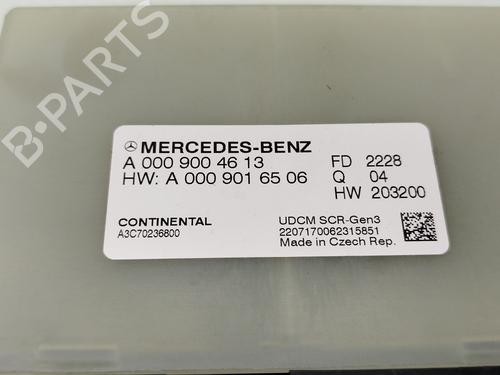 MERCEDES-BENZ
A 000 900 46 13 FD 2228
HW: A 000 901 65 06 Q 04
HW 203200
CONTINENTAL UDCM SCR-Gen3
A3C70236800 2207170062315851
Made in Czech Rep.
B-PARTS